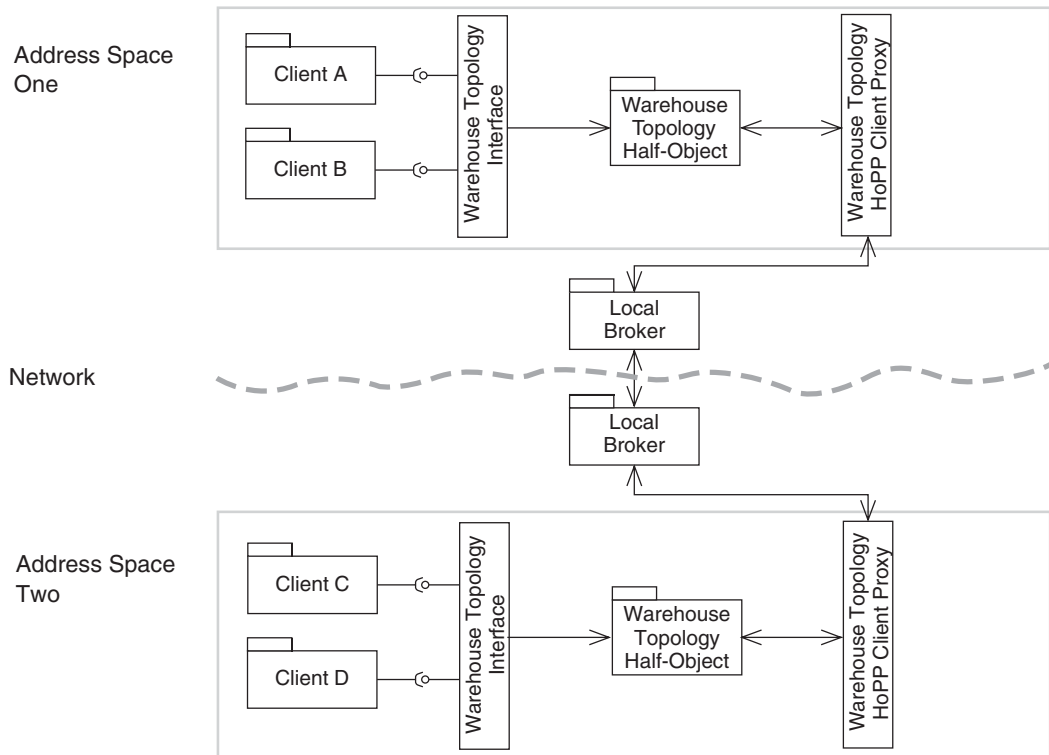 Address Space
One
Client A
Client B
Warehouse Topology
Interface
Warehouse
Topology
Half-Object
Warehouse Topology
HoPP Client Proxy
Local
Broker
Network
Local
Broker
Address Space
Two
Client C
Client D
Warehouse Topology
Interface
Warehouse
Topology
Half-Object
Warehouse Topology
HoPP Client Proxy